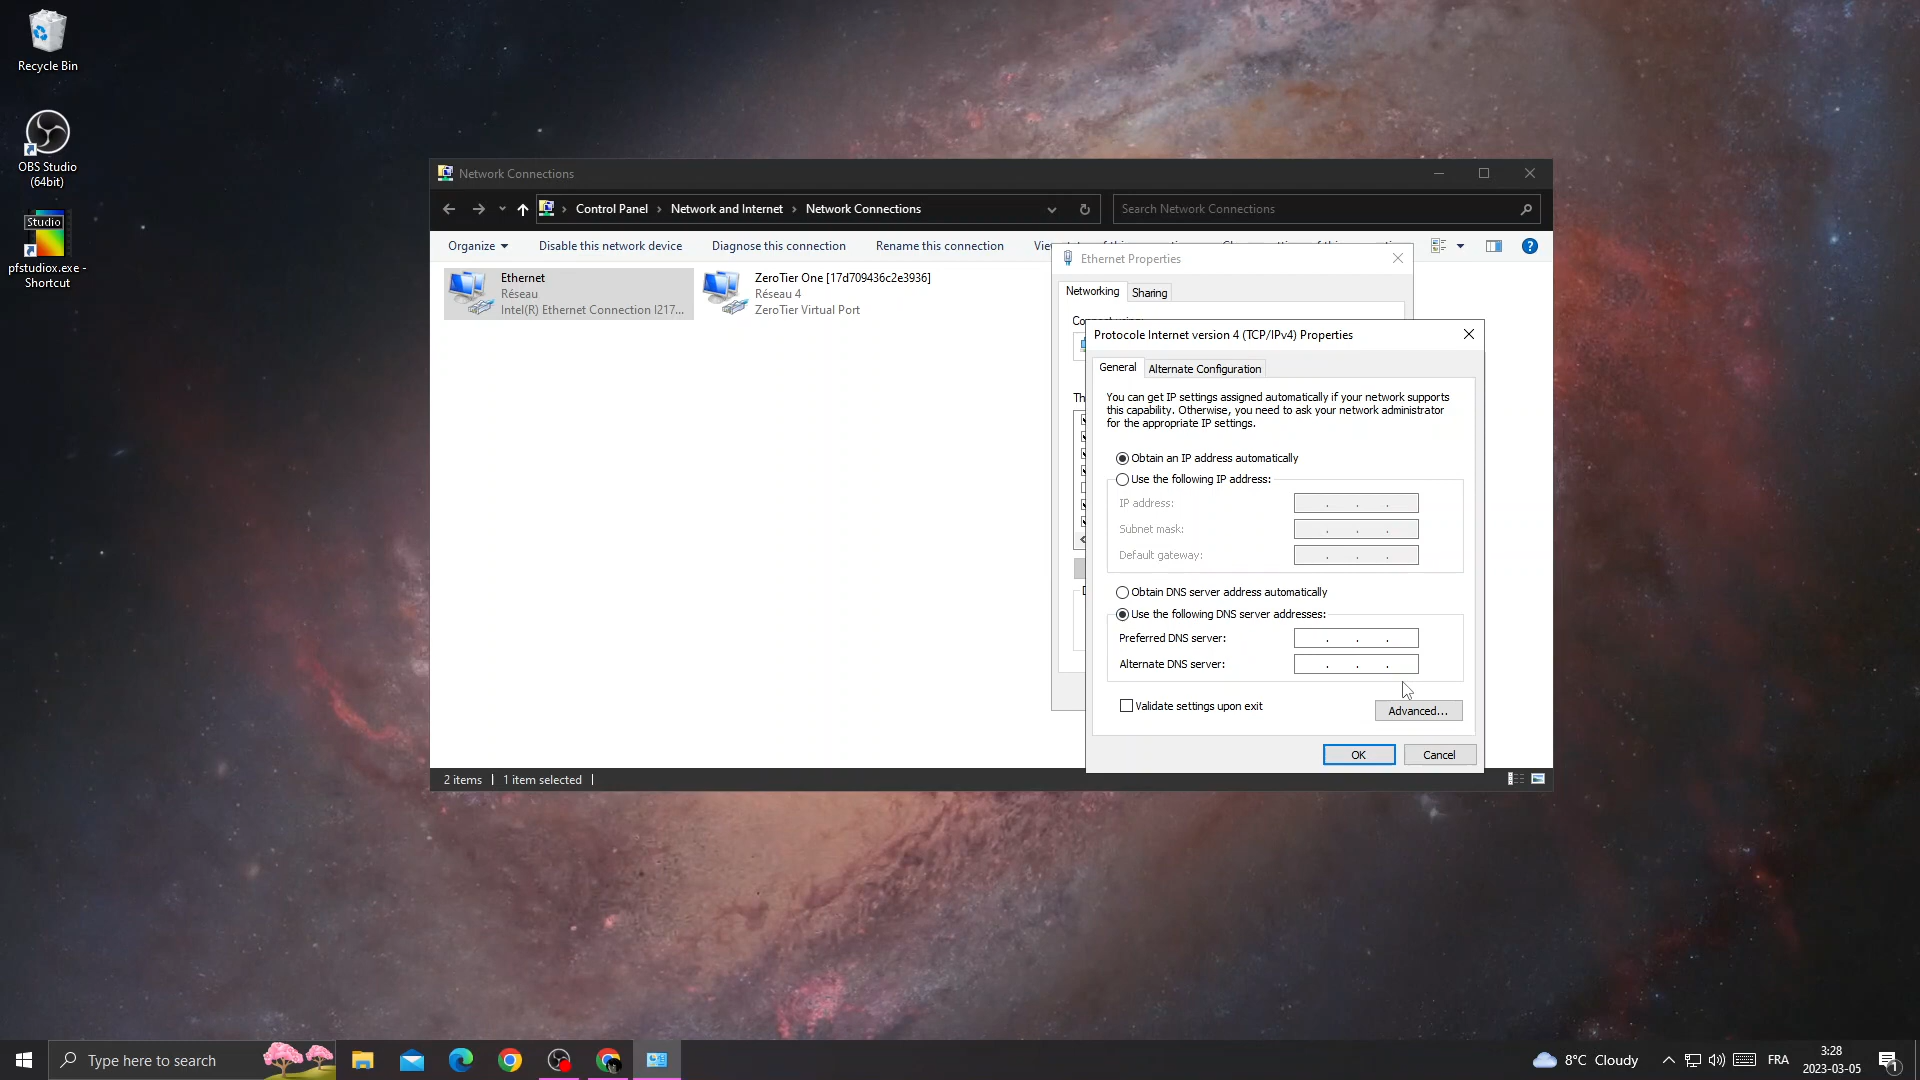 Recycle Bin
OBS Studio
(64bit)
Studio
pfstudiox.exe -
Shortcut
Network Connections
Control Panel
Network and Internet
Network Connections
Search Network Connections
Organize
Disable this network device
Diagnose this connection
Rename this connection
Ethernet
Réseau
Intel(R) Ethernet Connection I217...
ZeroTier One [17d709436c2e3936]
Réseau 4
ZeroTier Virtual Port
Ethernet Properties
Networking
Sharing
Protocole Internet version 4 (TCP/IPv4) Properties
General
Alternate Configuration
You can get IP settings assigned automatically if your network supports
this capability. Otherwise, you need to ask your network administrator
for the appropriate IP settings.
Obtain an IP address automatically
Use the following IP address:
IP address:
Subnet mask:
Default gateway:
Obtain DNS server address automatically
Use the following DNS server addresses:
Preferred DNS server:
Alternate DNS server:
Validate settings upon exit
Advanced...
OK
Cancel
2 items
1 item selected
Type here to search
8°C Cloudy
FRA
3:28
2023-03-05
1